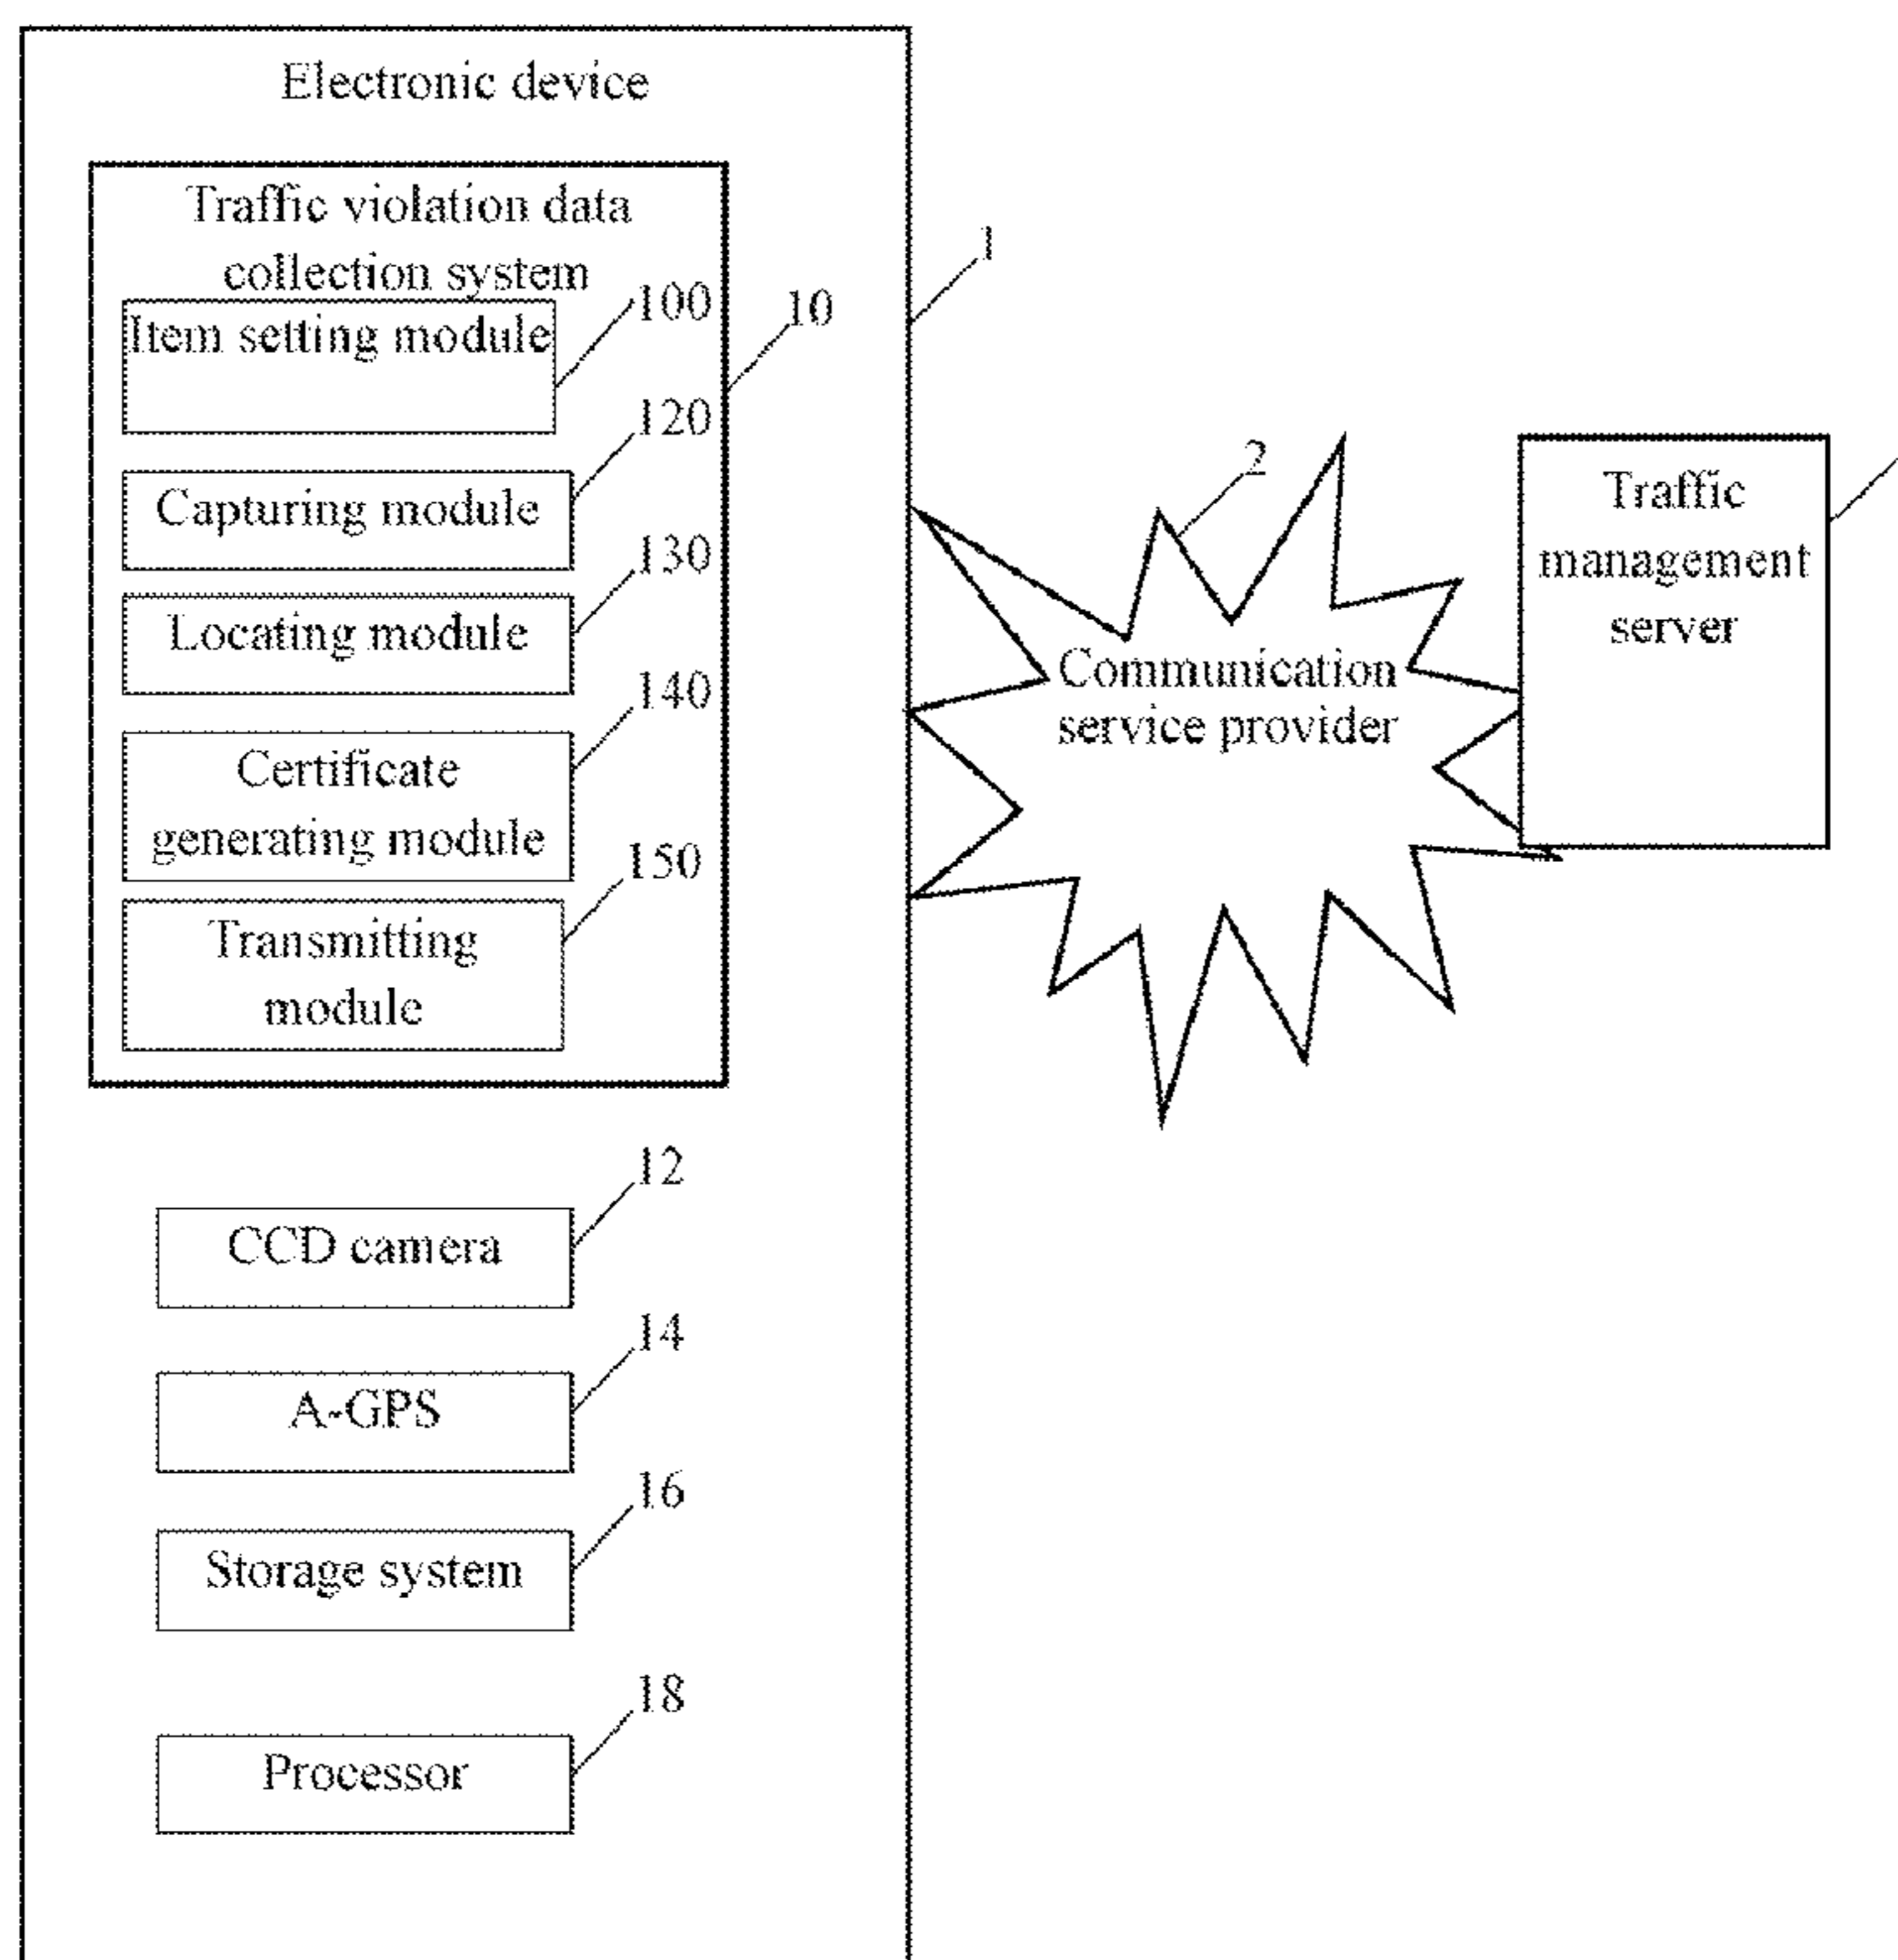 Electronic device
Traffic violation data
collection system
Item setting module
100
10
1
Capturing module
120
Locating module
130
Certificate
generating module
140
Transmitting
module
150
CCD camera
12
A-GPS
14
Storage system
16
Processor
18
2
Communication
service provider
Traffic
management
server